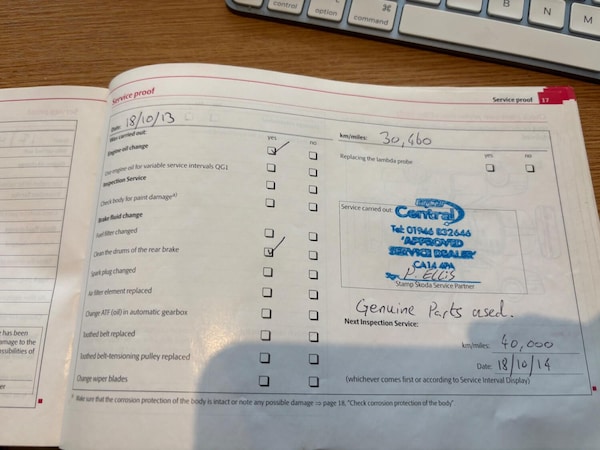 control
option
⌘
command
B
N
M
Service proof
Service proof 17
Date: 18/10/13
km/miles: 30,460
Was carried out
yes
no
Engine oil change
Use engine oil for variable service intervals QG1
Inspection Service
Check body for paint damage
Brake fluid change
filter changed
Clean the drums of the rear brake
Spark plug changed
Air filter element replaced
Change ATF (oil) in automatic gearbox
Toothed belt replaced
Toothed belt-tensioning pulley replaced
Change wiper blades
yes
no
Replacing the lambda probe
Service carried out
Central
Tel: 01946 832646
'APPROVED
SERVICE DEALER'
CA14 4PA
P. ELLIS
Stamp Skoda Service Partner
Genuine Parts used.
Next Inspection Service:
km/miles: 40,000
Date: 18/10/14
(whichever comes first or according to Service Interval Display)
Make sure that the corrosion protection of the body is intact or note any possible damage ⇒ page 18, "Check corrosion protection of the body"
has been
amage to the
nsibilities of
er